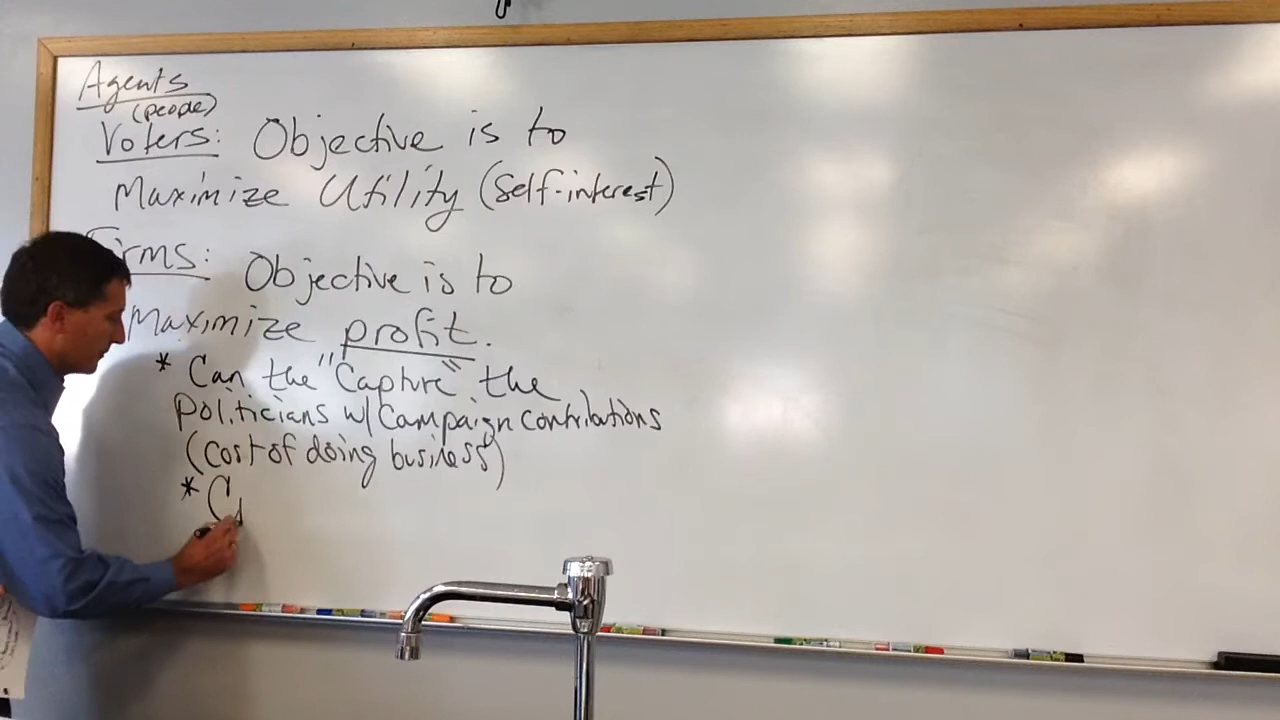 Agents
(people)
Voters: Objective is to
Maximize Utility (Self-interest)
Firms: Objective is to
Maximize profit.
* Can the "Capture" the
Politicians w/ Campaign contributions
(cost of doing business)
*